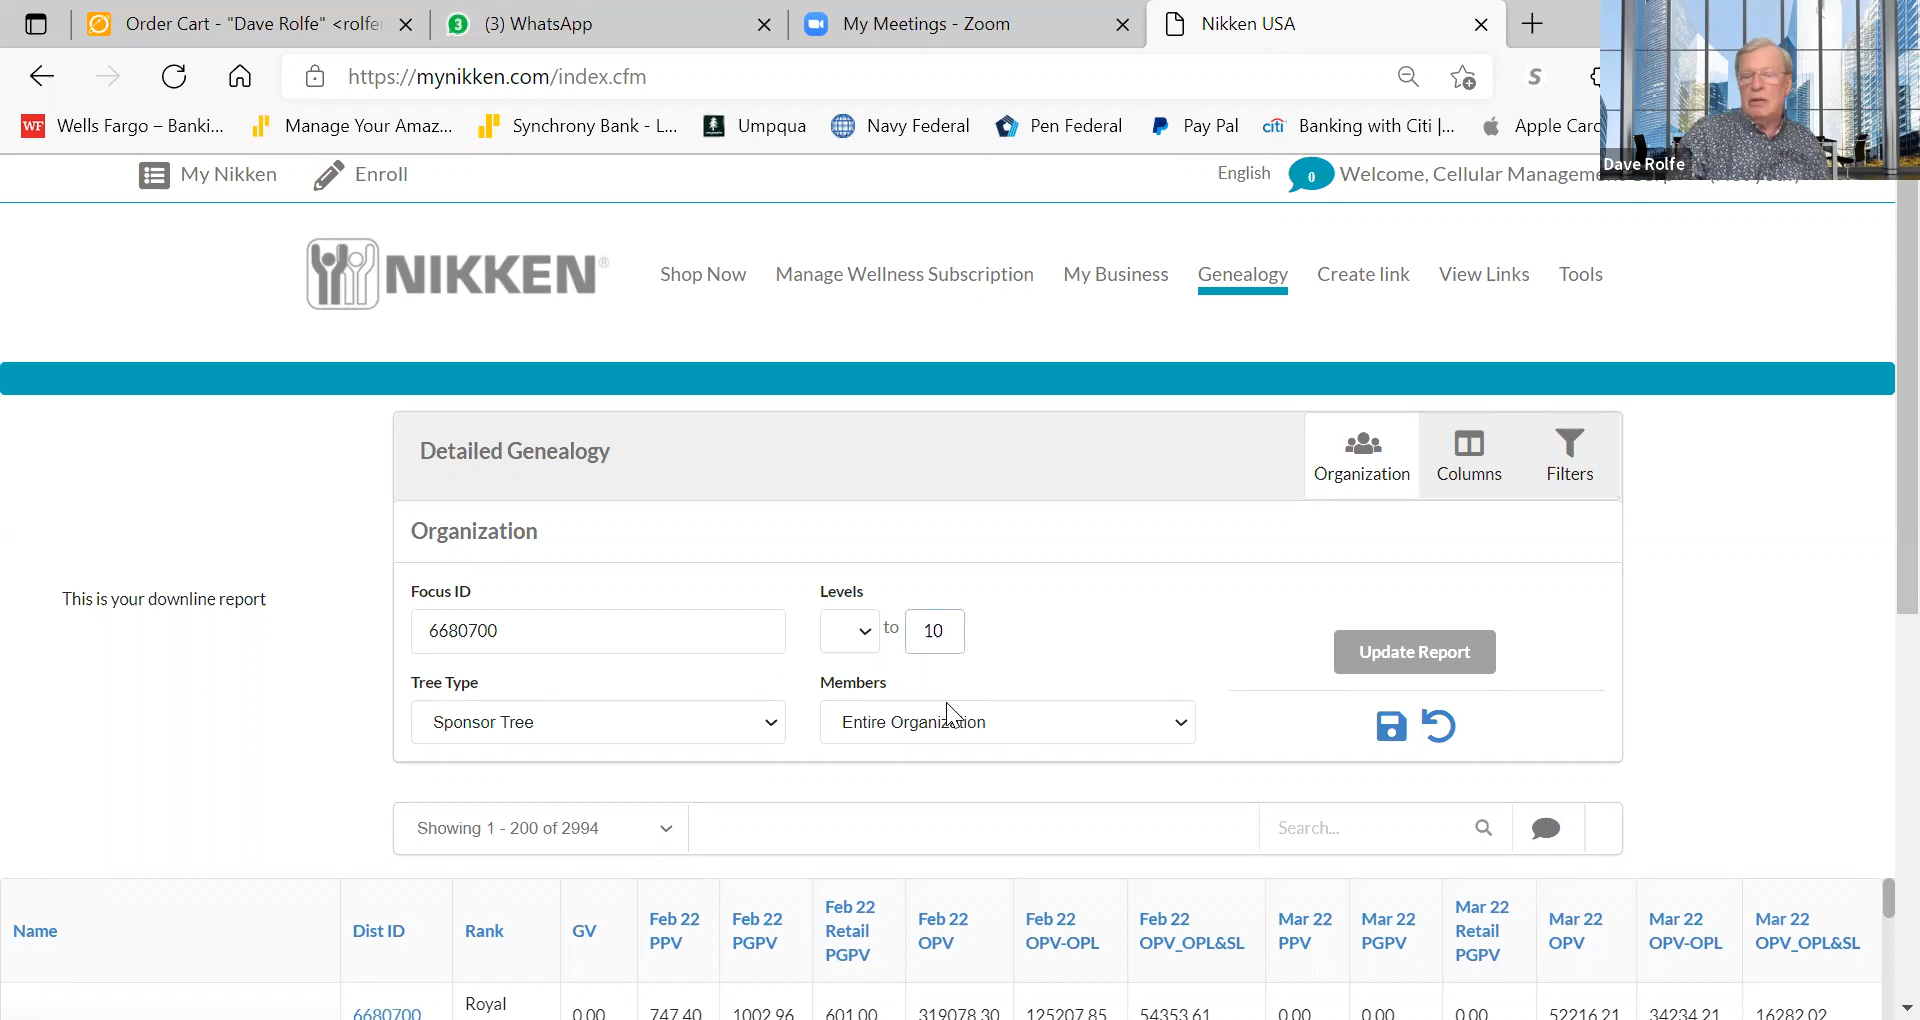 Order Cart - "Dave Rolfe" <rolfe
3 (3) WhatsApp
My Meetings - Zoom
Nikken USA
https://mynikken.com/index.cfm
S
WF Wells Fargo – Banki...
Manage Your Amaz...
Synchrony Bank - L...
Umpqua
Navy Federal
Pen Federal
Pay Pal
citi Banking with Citi |...
Apple Card
Dave Rolfe
My Nikken
Enroll
English
0
Welcome, Cellular Management
NIKKEN®
Shop Now
Manage Wellness Subscription
My Business
Genealogy
Create link
View Links
Tools
Detailed Genealogy
Organization
Columns
Filters
Organization
This is your downline report
Focus ID
6680700
Levels
to
10
Update Report
Tree Type
Sponsor Tree
Members
Entire Organization
Showing 1 - 200 of 2994
Search...
Name
Dist ID
Rank
GV
Feb 22
PPV
Feb 22
PGPV
Feb 22
Retail
PGPV
Feb 22
OPV
Feb 22
OPV-OPL
Feb 22
OPV_OPL&SL
Mar 22
PPV
Mar 22
PGPV
Mar 22
Retail
PGPV
Mar 22
OPV
Mar 22
OPV-OPL
Mar 22
OPV_OPL&SL
6680700
Royal
0.00
747.40
1002.96
601.00
319078.30
125207.85
54353.61
0.00
0.00
0.00
52216.21
34234.21
16282.02